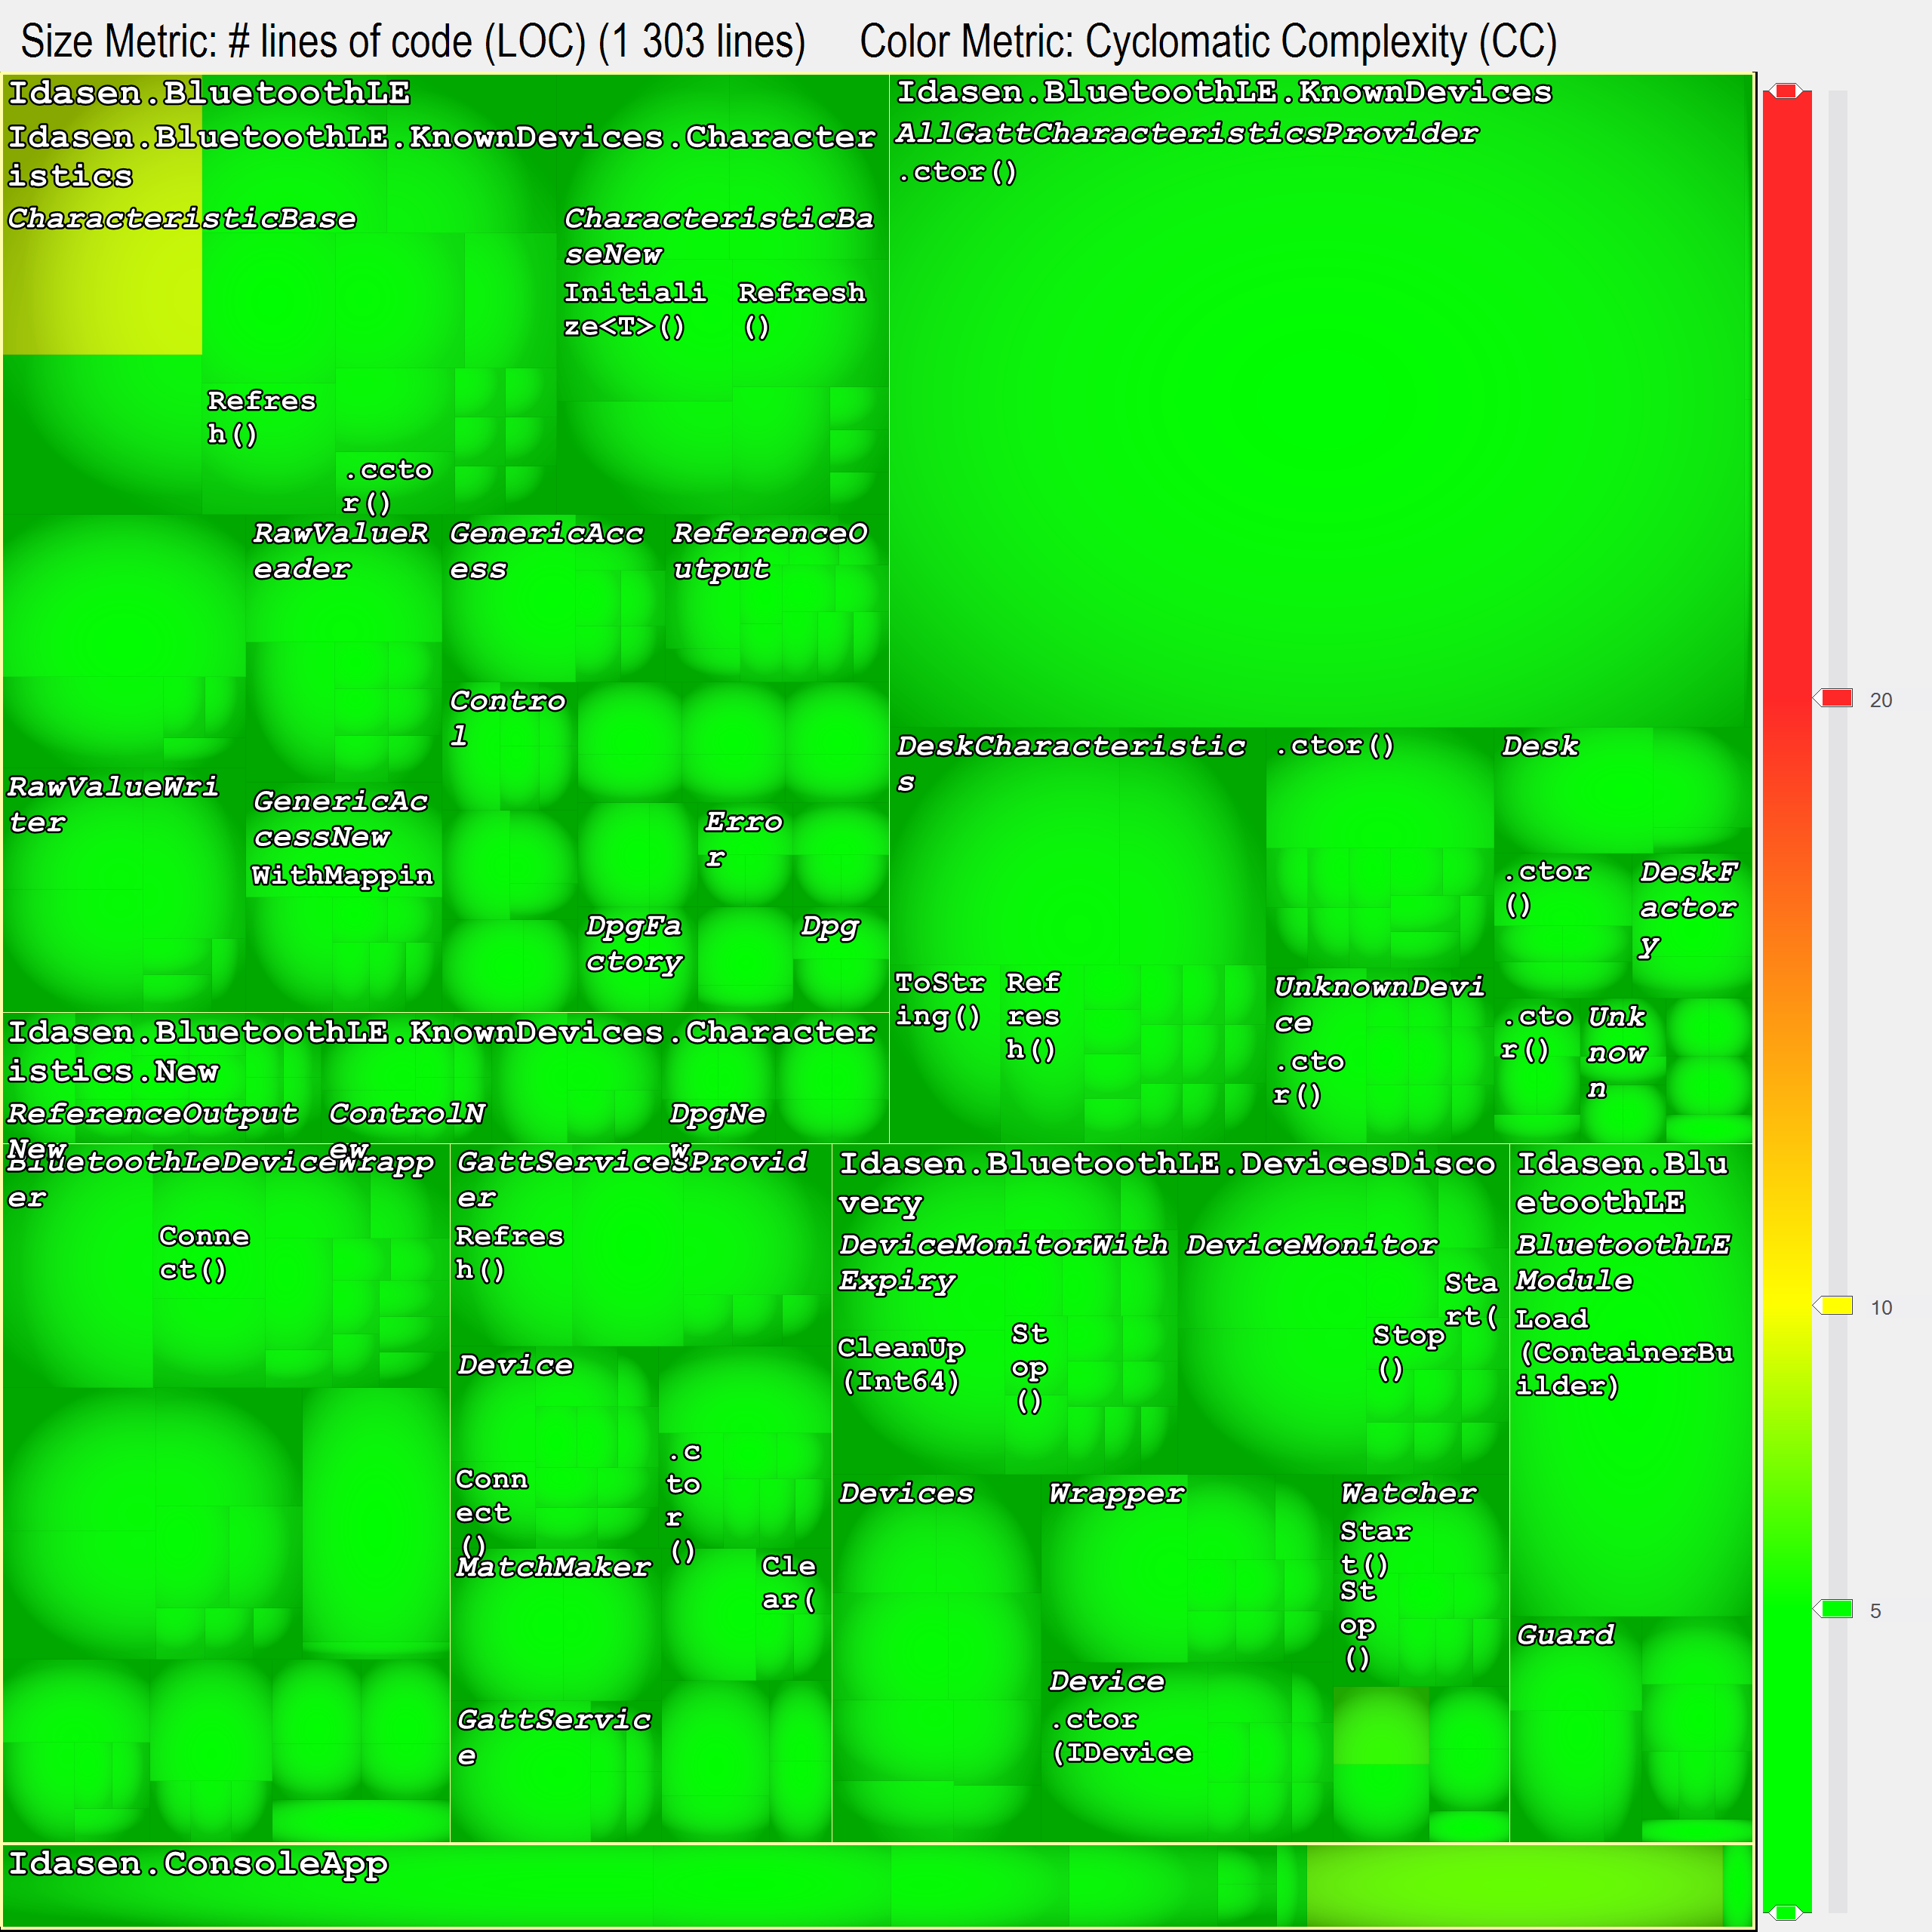 Size Metric: # lines of code (LOC) (1 303 lines)     Color Metric: Cyclomatic Complexity (CC)
Idasen.BluetoothLE
Idasen.BluetoothLE.KnownDevices.Character
istics
CharacteristicBase
CharacteristicBa
seNew
Initiali
ze<T>()
Refresh
()
Refres
h()
.ccto
r()
RawValueR
eader
GenericAcc
ess
ReferenceO
utput
Contro
l
RawValueWri
ter
GenericAc
cessNew
WithMappin
Erro
r
DpgFa
ctory
Dpg
Idasen.BluetoothLE.KnownDevices
AllGattCharacteristicsProvider
.ctor()
DeskCharacteristic
s
.ctor()
Desk
.ctor
()
DeskF
actor
y
ToStr
ing()
Ref
res
h()
UnknownDevi
ce
.cto
r()
.cto
r()
Unk
now
n
Idasen.BluetoothLE.KnownDevices.Character
istics.New
ReferenceOutput
New
ControlN
ew
DpgNe
w
BluetoothLeDeviceWrapp
er
Conne
ct()
GattServicesProvid
er
Refres
h()
Device
Conn
ect
()
.c
to
r
()
MatchMaker
Cle
ar(
GattServic
e
Idasen.BluetoothLE.DevicesDisco
very
DeviceMonitorWith
Expiry
CleanUp
(Int64)
St
op
()
DeviceMonitor
Sta
rt(
Stop
()
Devices
Wrapper
Watcher
Star
t()
St
op
()
Device
.ctor
(IDevice
Idasen.Blu
etoothLE
BluetoothLE
Module
Load
(ContainerBu
ilder)
Guard
Idasen.ConsoleApp
20
10
5